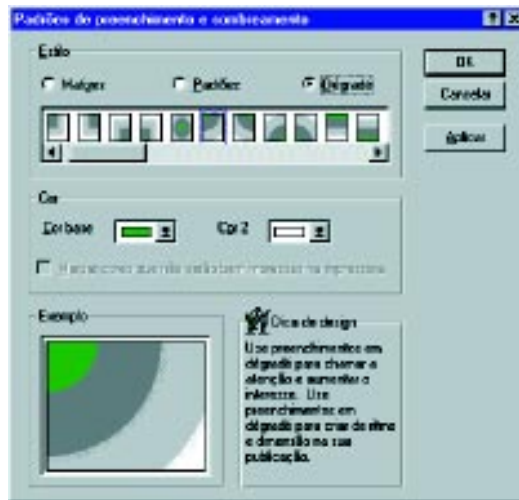 Padrões de preenchimento e sombreamento
Estilo
Matizes
Padrões
Dégradé
OK
Cancelar
Aplicar
Cor
Cor base
Cor 2
Exemplo
Dica de design
Use preenchimentos em
dégradé para chamar a
atenção e aumentar o
interesse. Use
preenchimentos em
dégradé para criar ritmo
e dimensão na sua
publicação.